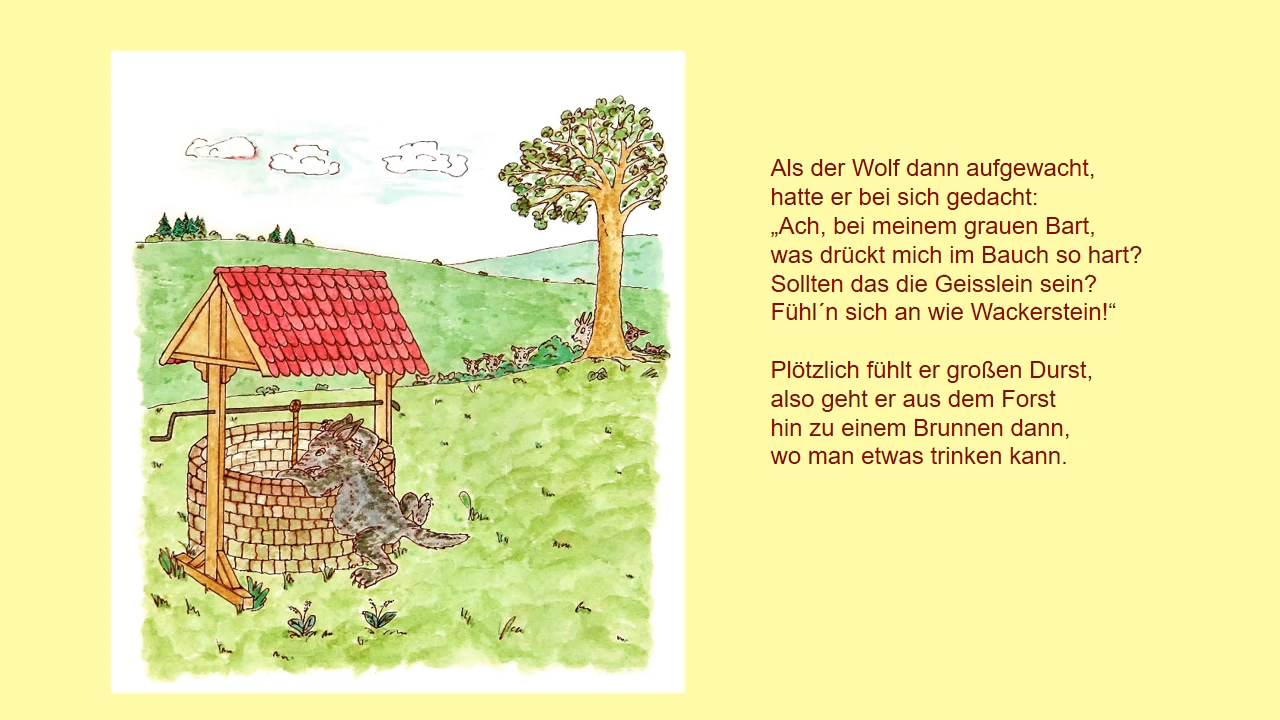 Als der Wolf dann aufgewacht,
hatte er bei sich gedacht:
„Ach, bei meinem grauen Bart,
was drückt mich im Bauch so hart?
Sollten das die Geisslein sein?
Fühl´n sich an wie Wackerstein!“
Plötzlich fühlt er großen Durst,
also geht er aus dem Forst
hin zu einem Brunnen dann,
wo man etwas trinken kann.